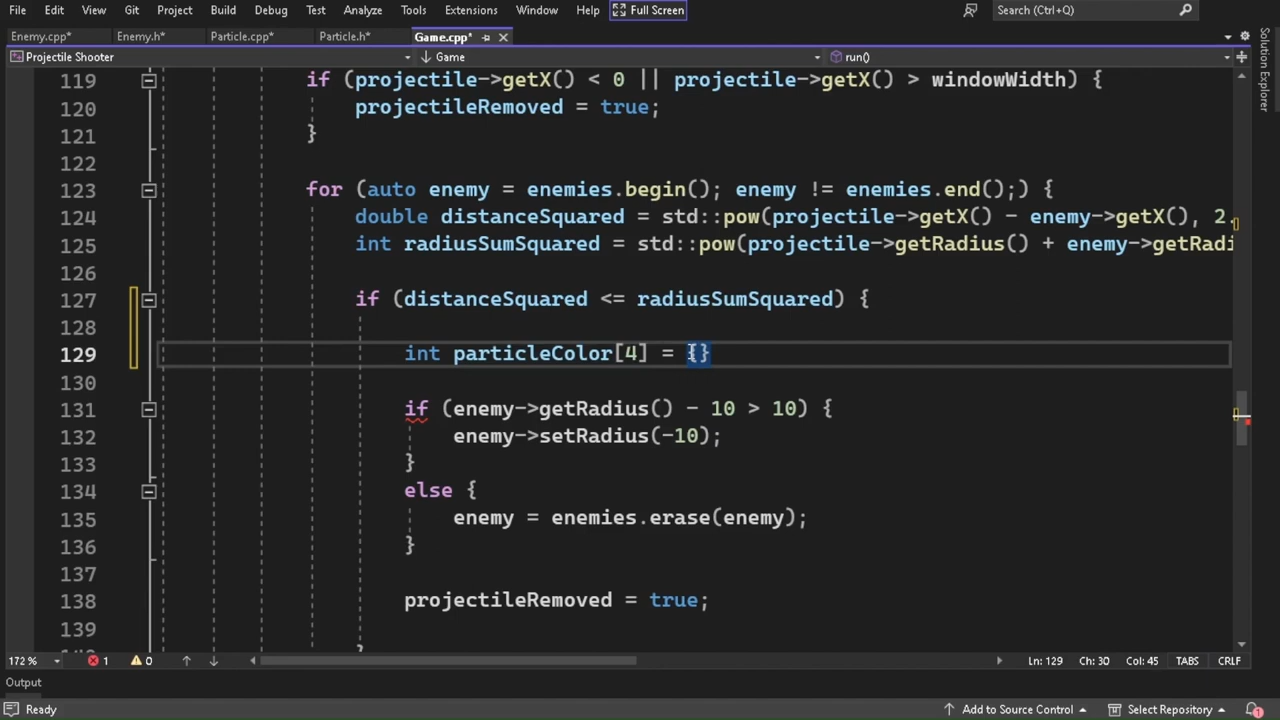 File Edit View Git Project Build Debug Test Analyze Tools Extensions Window Help Full Screen Search (Ctrl+Q)
Enemy.cpp* Enemy.h* Particle.cpp* Particle.h* Game.cpp*
Projectile Shooter Game run()
Solution Explorer
119 if (projectile->getX() < 0 || projectile->getX() > windowWidth) {
120 projectileRemoved = true;
121 }
122
123 for (auto enemy = enemies.begin(); enemy != enemies.end();) {
124 double distanceSquared = std::pow(projectile->getX() - enemy->getX(), 2.
125 int radiusSumSquared = std::pow(projectile->getRadius() + enemy->getRadi
126
127 if (distanceSquared <= radiusSumSquared) {
128
129 int particleColor[4] = {}
130
131 if (enemy->getRadius() - 10 > 10) {
132 enemy->setRadius(-10);
133 }
134 else {
135 enemy = enemies.erase(enemy);
136 }
137
138 projectileRemoved = true;
139
172 % 1 0 Ln: 129 Ch: 30 Col: 45 TABS CRLF
Output
Ready Add to Source Control Select Repository 1